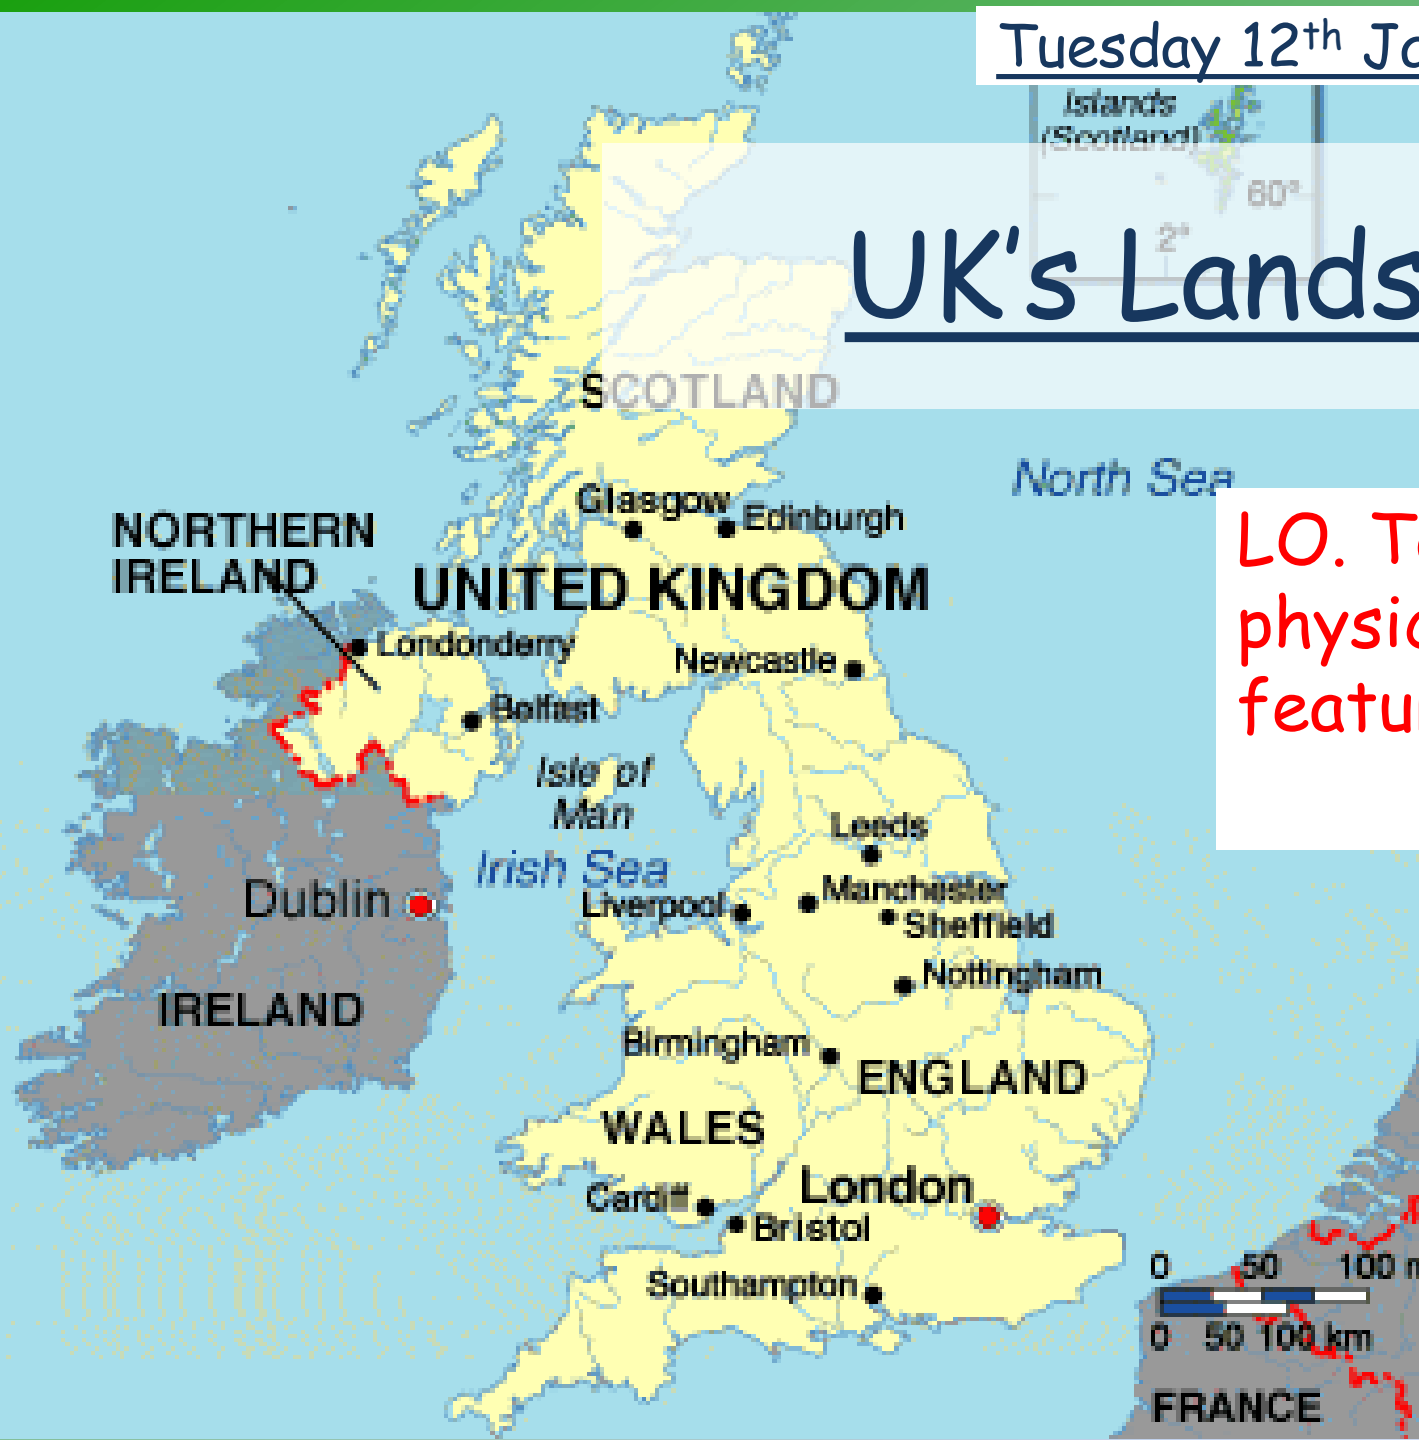 Tuesday 12th Ja
Islands
(Scotland)
60°
2°
UK's Lands
SCOTLAND
North Sea
LO. T
physic
featu
Glasgow
Edinburgh
NORTHERN
IRELAND
UNITED KINGDOM
Londonderry
Newcastle
Belfast
Isle of
Man
Leeds
Irish Sea
Dublin
Liverpool
Manchester
Sheffield
Nottingham
IRELAND
Birmingham
ENGLAND
WALES
London
Cardiff
Bristol
Southampton
0 50 100 m
0 50 100 km
FRANCE